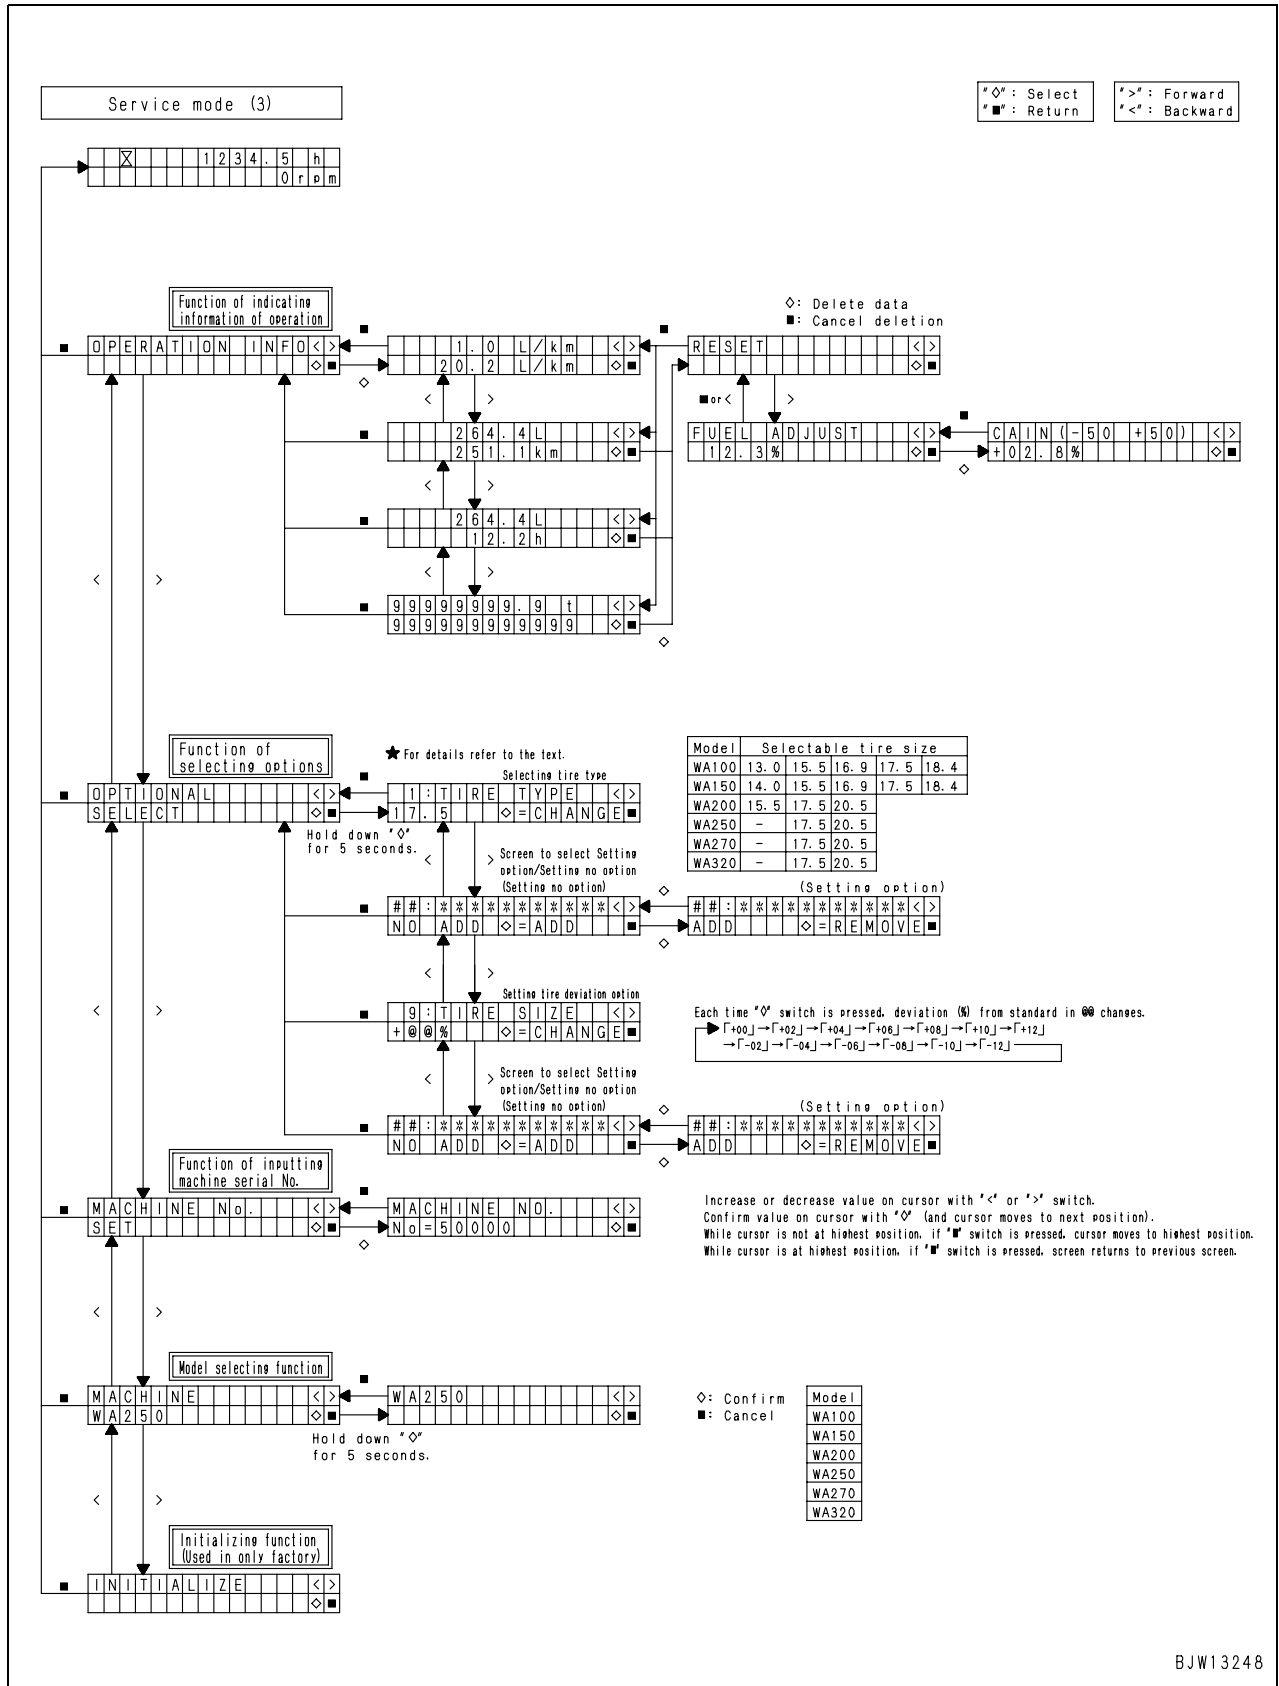 Service mode (3)
"◇": Select
"■": Return
">": Forward
"<": Backward
1234.5 h
0rpm
Function of indicating
information of operation
◇: Delete data
■: Cancel deletion
■ OPERATION INFO<>
◇■
■
◇
1.0 L/km <>
20.2 L/km ◇■
■
RESET <>
◇■
< >
■or< >
■ 264.4L <>
251.1km ◇■
FUEL ADJUST <>
12.3% ◇■
■
◇
CAIN(-50 +50) <>
+02.8% ◇■
< >
■ 264.4L <>
12.2h ◇■
< >
< >
■ 99999999.9 t <>
999999999999 ◇■
◇
Function of
selecting options
★For details refer to the text.
Selecting tire type
■ OPTIONAL <>
SELECT ◇■
■
Hold down "◇"
for 5 seconds.
1:TIRE TYPE <>
17.5 ◇=CHANGE■
Model Selectable tire size
WA100 13.0 15.5 16.9 17.5 18.4
WA150 14.0 15.5 16.9 17.5 18.4
WA200 15.5 17.5 20.5
WA250 - 17.5 20.5
WA270 - 17.5 20.5
WA320 - 17.5 20.5
< >
Screen to select Setting
option/Setting no option
(Setting no option)
(Setting option)
■ ##:***********<>
NO ADD ◇=ADD ■
◇
◇
##:***********<>
ADD ◇=REMOVE■
< >
Setting tire deviation option
■ 9:TIRE SIZE <>
+@@% ◇=CHANGE■
< >
Each time "◇" switch is pressed, deviation (%) from standard in @@ changes.
「+00」→「+02」→「+04」→「+06」→「+08」→「+10」→「+12」
→「-02」→「-04」→「-06」→「-08」→「-10」→「-12」
< >
Screen to select Setting
option/Setting no option
(Setting no option)
(Setting option)
■ ##:***********<>
NO ADD ◇=ADD ■
◇
◇
##:***********<>
ADD ◇=REMOVE■
Function of inputting
machine serial No.
■ MACHINE No. <>
SET ◇■
■
◇
MACHINE NO. <>
No=50000 ◇■
Increase or decrease value on cursor with "<" or ">" switch.
Confirm value on cursor with "◇" (and cursor moves to next position).
While cursor is not at highest position, if "■" switch is pressed, cursor moves to highest position.
While cursor is at highest position, if "■" switch is pressed, screen returns to previous screen.
< >
Model selecting function
■ MACHINE <>
WA250 ◇■
■
Hold down "◇"
for 5 seconds.
WA250 <>
◇■
◇: Confirm
■: Cancel
Model
WA100
WA150
WA200
WA250
WA270
WA320
< >
Initializing function
(Used in only factory)
■ INITIALIZE <>
◇■
BJW13248